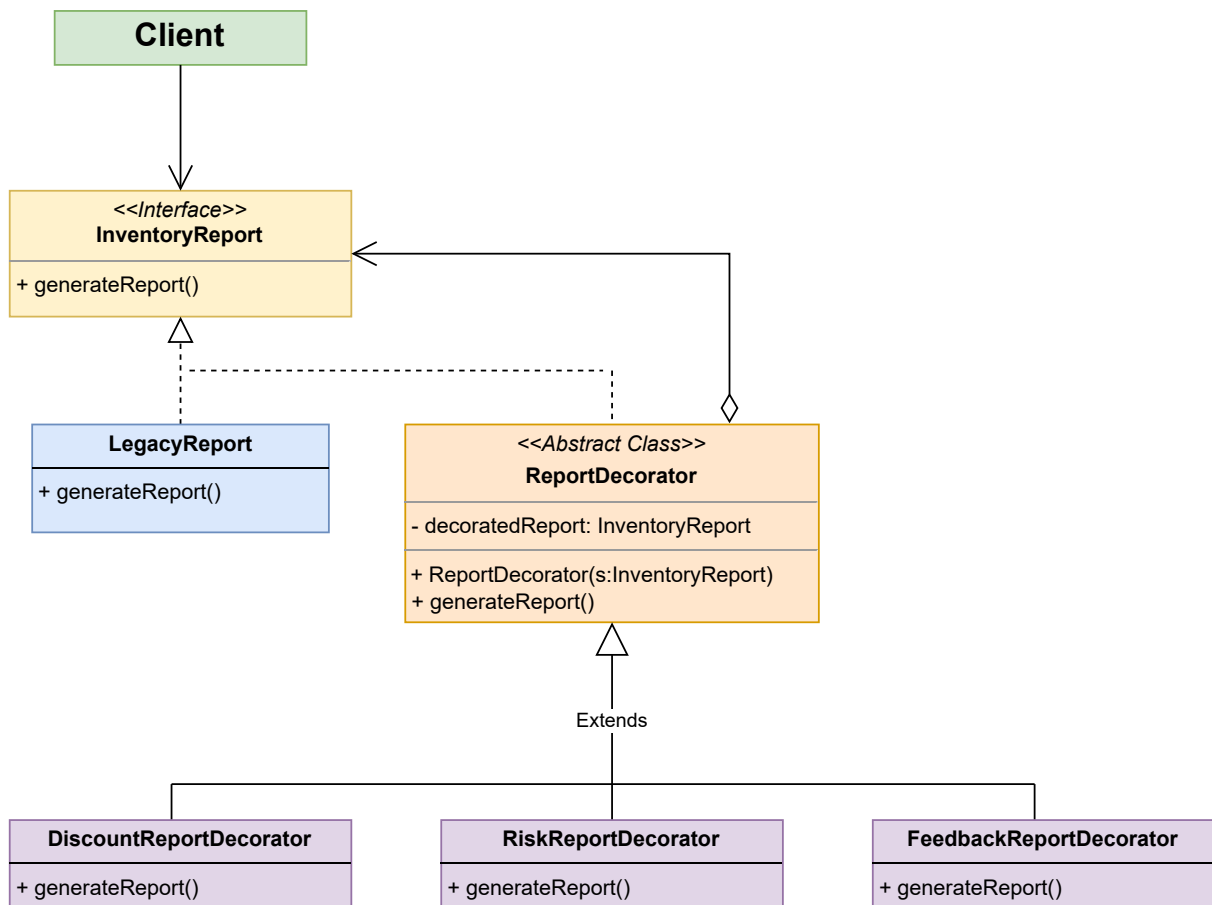 Client
<<Interface>>
InventoryReport
+ generateReport()
LegacyReport
+ generateReport()
<<Abstract Class>>
ReportDecorator
- decoratedReport: InventoryReport
+ ReportDecorator(s:InventoryReport)
+ generateReport()
Extends
DiscountReportDecorator
+ generateReport()
RiskReportDecorator
+ generateReport()
FeedbackReportDecorator
+ generateReport()